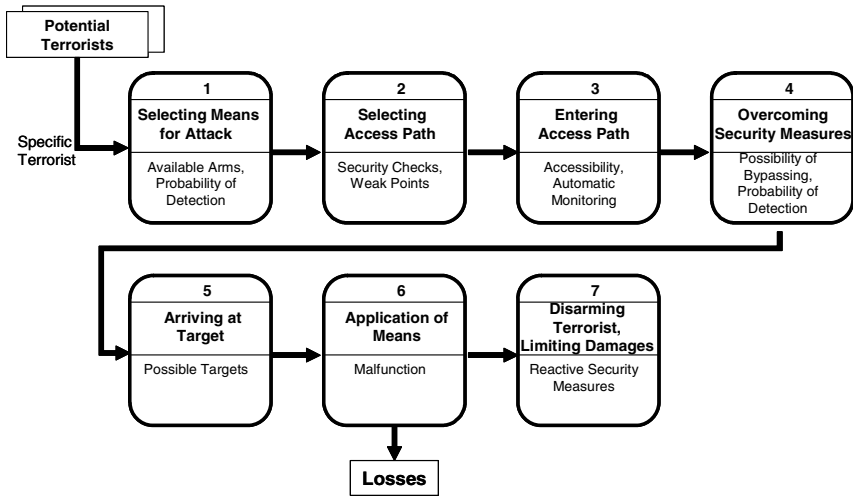 Potential
Terrorists
Specific
Terrorist
1
Selecting Means
for Attack
Available Arms,
Probability of
Detection
2
Selecting
Access Path
Security Checks,
Weak Points
3
Entering
Access Path
Accessibility,
Automatic
Monitoring
4
Overcoming
Security Measures
Possibility of
Bypassing,
Probability of
Detection
5
Arriving at
Target
Possible Targets
6
Application of
Means
Malfunction
7
Disarming
Terrorist,
Limiting Damages
Reactive Security
Measures
Losses